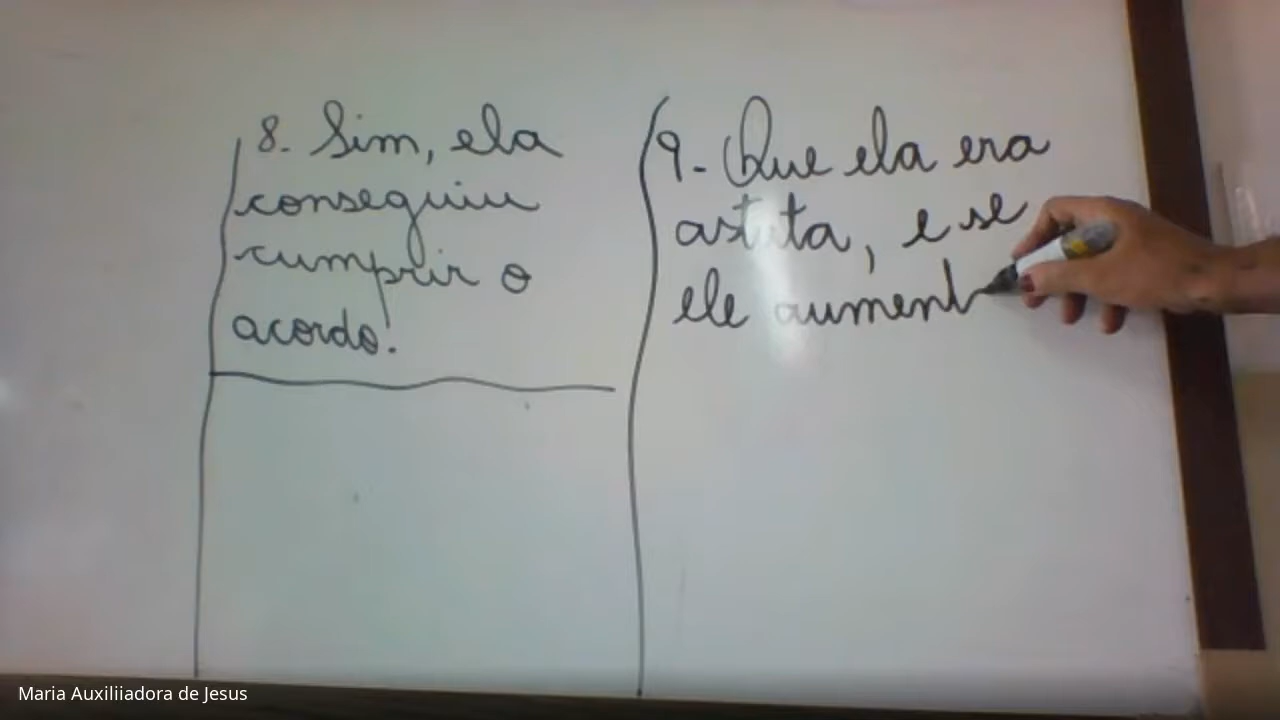 8. Sim, ela
conseguiu
cumprir o
acordo.
9- Que ela era
astuta, e se
ele aument
Maria Auxiliiadora de Jesus